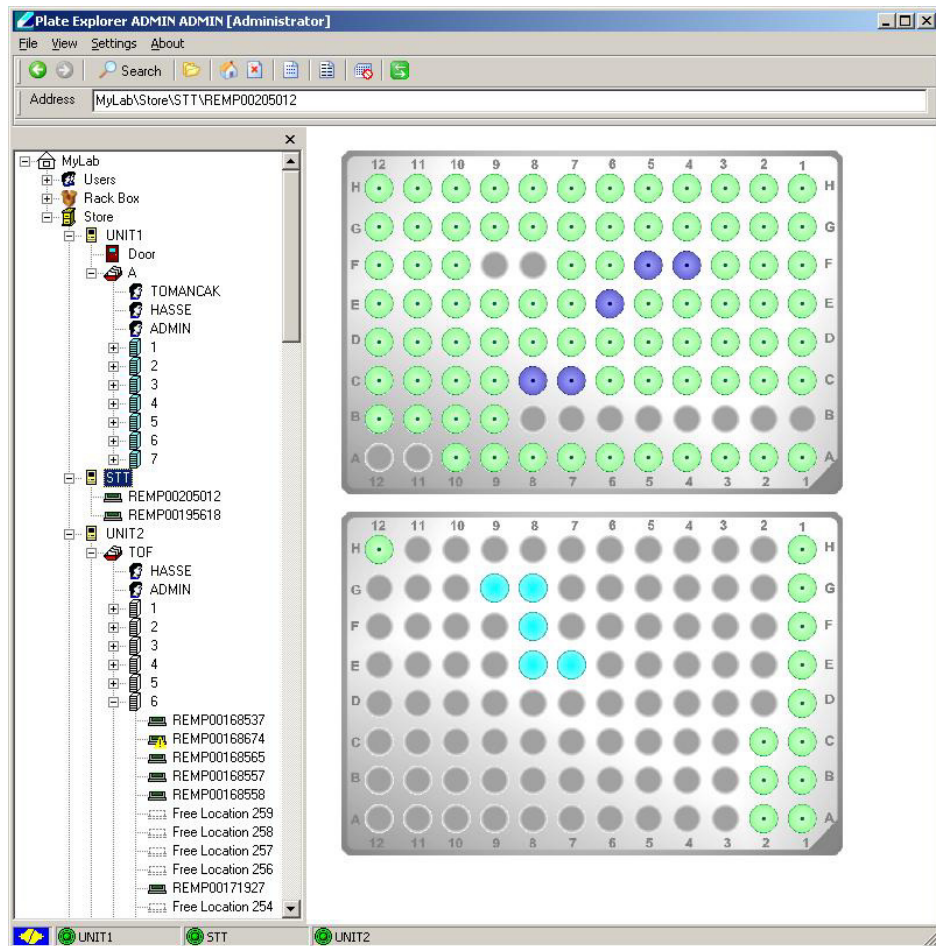 Plate Explorer ADMIN ADMIN [Administrator]
File View Settings About
Search
Address MyLab\Store\STT\REMP00205012
MyLab
Users
Rack Box
Store
UNIT1
Door
A
TOMANCAK
HASSE
ADMIN
1
2
3
4
5
6
7
STT
REMP00205012
REMP00195618
UNIT2
TOF
HASSE
ADMIN
1
2
3
4
5
6
REMP00168537
REMP00168674
REMP00168565
REMP00168557
REMP00168558
Free Location 259
Free Location 258
Free Location 257
Free Location 256
REMP00171927
Free Location 254
12 11 10 9 8 7 6 5 4 3 2 1
H H
G G
F F
E E
D D
C C
B B
A A
12 11 10 9 8 7 6 5 4 3 2 1
12 11 10 9 8 7 6 5 4 3 2 1
H H
G G
F F
E E
D D
C C
B B
A A
12 11 10 9 8 7 6 5 4 3 2 1
UNIT1 STT UNIT2